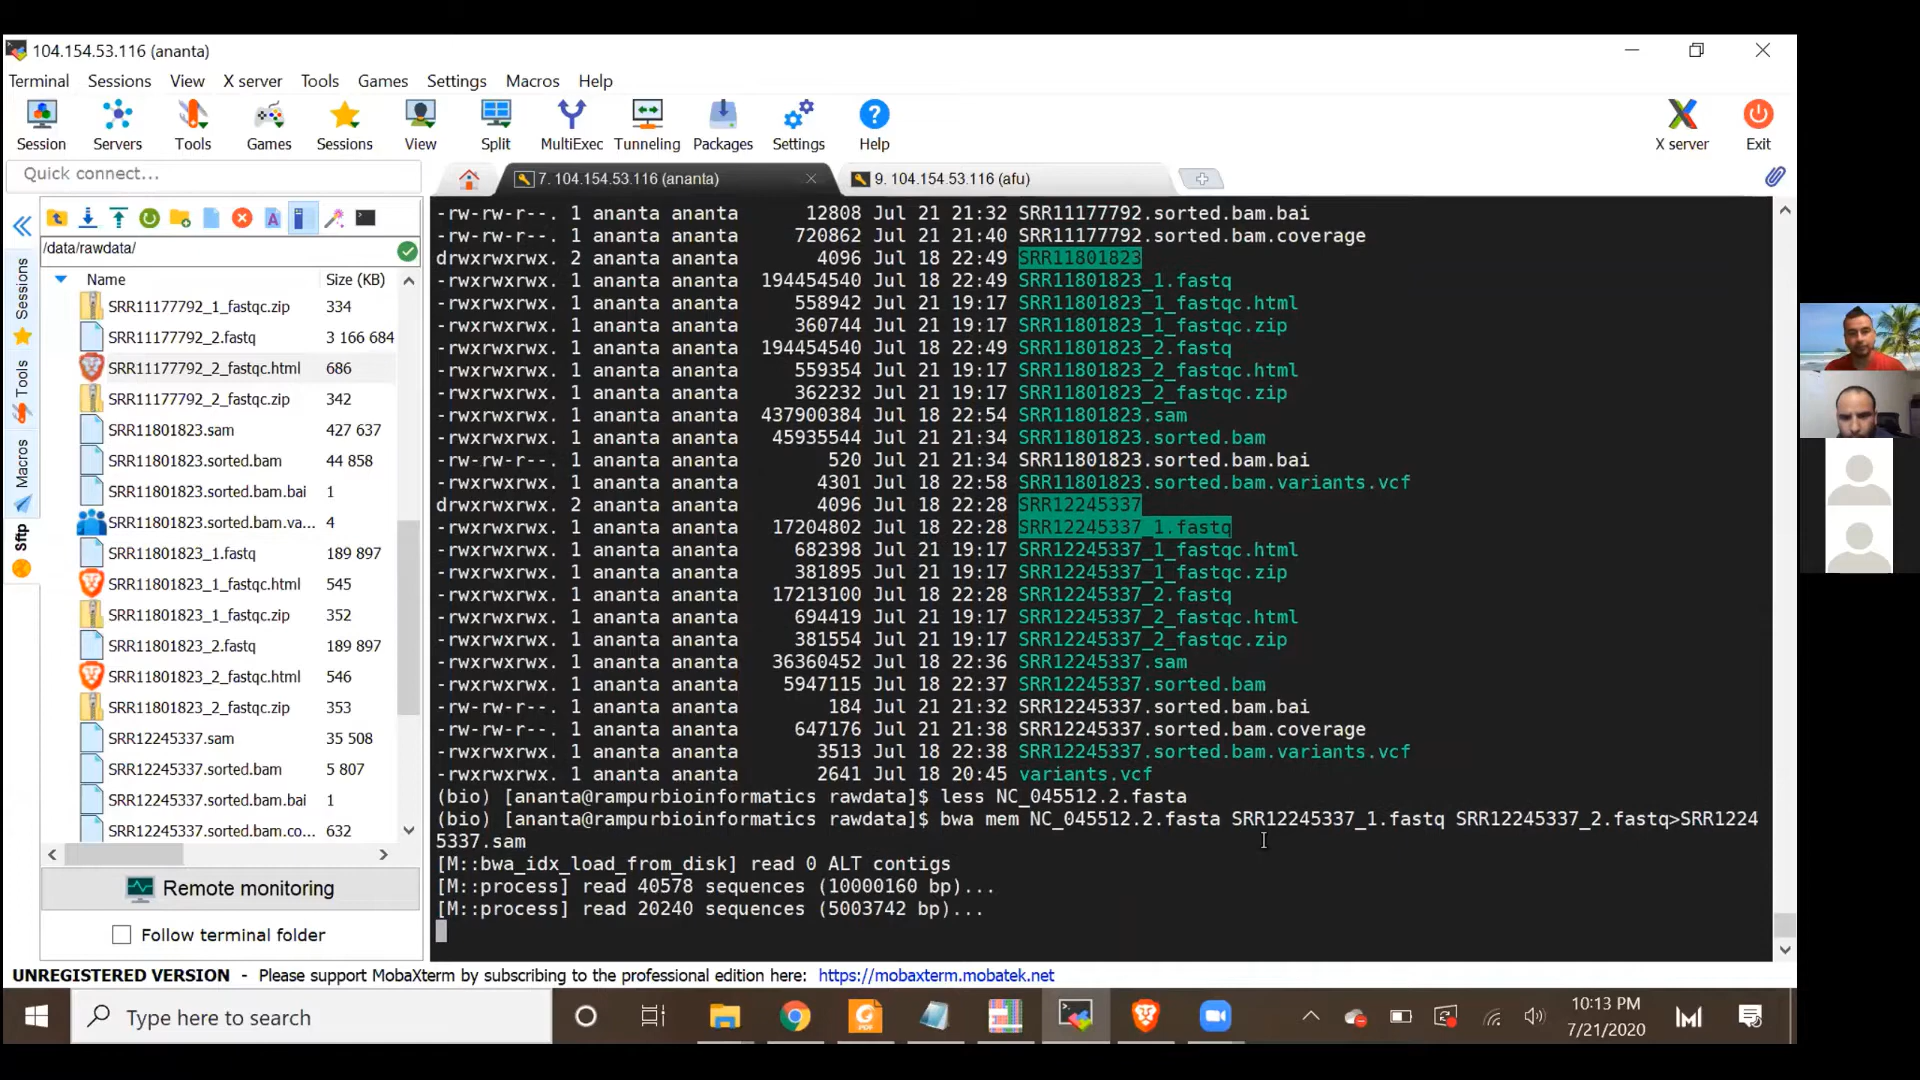 104.154.53.116 (ananta)
Terminal Sessions View X server Tools Games Settings Macros Help
Session Servers Tools Games Sessions View Split MultiExec Tunneling Packages Settings Help X server Exit
Quick connect...
7. 104.154.53.116 (ananta)
9. 104.154.53.116 (afu)
/data/rawdata/
Name Size (KB)
SRR11177792_1_fastqc.zip 334
SRR11177792_2.fastq 3 166 684
SRR11177792_2_fastqc.html 686
SRR11177792_2_fastqc.zip 342
SRR11801823.sam 427 637
SRR11801823.sorted.bam 44 858
SRR11801823.sorted.bam.bai 1
SRR11801823.sorted.bam.va... 4
SRR11801823_1.fastq 189 897
SRR11801823_1_fastqc.html 545
SRR11801823_1_fastqc.zip 352
SRR11801823_2.fastq 189 897
SRR11801823_2_fastqc.html 546
SRR11801823_2_fastqc.zip 353
SRR12245337.sam 35 508
SRR12245337.sorted.bam 5 807
SRR12245337.sorted.bam.bai 1
SRR12245337.sorted.bam.co... 632
Sessions
Tools
Macros
Sftp
Remote monitoring
Follow terminal folder
-rw-rw-r--. 1 ananta ananta 12808 Jul 21 21:32 SRR11177792.sorted.bam.bai
-rw-rw-r--. 1 ananta ananta 720862 Jul 21 21:40 SRR11177792.sorted.bam.coverage
drwxrwxrwx. 2 ananta ananta 4096 Jul 18 22:49 SRR11801823
-rwxrwxrwx. 1 ananta ananta 194454540 Jul 18 22:49 SRR11801823_1.fastq
-rwxrwxrwx. 1 ananta ananta 558942 Jul 21 19:17 SRR11801823_1_fastqc.html
-rwxrwxrwx. 1 ananta ananta 360744 Jul 21 19:17 SRR11801823_1_fastqc.zip
-rwxrwxrwx. 1 ananta ananta 194454540 Jul 18 22:49 SRR11801823_2.fastq
-rwxrwxrwx. 1 ananta ananta 559354 Jul 21 19:17 SRR11801823_2_fastqc.html
-rwxrwxrwx. 1 ananta ananta 362232 Jul 21 19:17 SRR11801823_2_fastqc.zip
-rwxrwxrwx. 1 ananta ananta 437900384 Jul 18 22:54 SRR11801823.sam
-rwxrwxrwx. 1 ananta ananta 45935544 Jul 21 21:34 SRR11801823.sorted.bam
-rw-rw-r--. 1 ananta ananta 520 Jul 21 21:34 SRR11801823.sorted.bam.bai
-rwxrwxrwx. 1 ananta ananta 4301 Jul 18 22:58 SRR11801823.sorted.bam.variants.vcf
drwxrwxrwx. 2 ananta ananta 4096 Jul 18 22:28 SRR12245337
-rwxrwxrwx. 1 ananta ananta 17204802 Jul 18 22:28 SRR12245337_1.fastq
-rwxrwxrwx. 1 ananta ananta 682398 Jul 21 19:17 SRR12245337_1_fastqc.html
-rwxrwxrwx. 1 ananta ananta 381895 Jul 21 19:17 SRR12245337_1_fastqc.zip
-rwxrwxrwx. 1 ananta ananta 17213100 Jul 18 22:28 SRR12245337_2.fastq
-rwxrwxrwx. 1 ananta ananta 694419 Jul 21 19:17 SRR12245337_2_fastqc.html
-rwxrwxrwx. 1 ananta ananta 381554 Jul 21 19:17 SRR12245337_2_fastqc.zip
-rwxrwxrwx. 1 ananta ananta 36360452 Jul 18 22:36 SRR12245337.sam
-rwxrwxrwx. 1 ananta ananta 5947115 Jul 18 22:37 SRR12245337.sorted.bam
-rw-rw-r--. 1 ananta ananta 184 Jul 21 21:32 SRR12245337.sorted.bam.bai
-rw-rw-r--. 1 ananta ananta 647176 Jul 21 21:38 SRR12245337.sorted.bam.coverage
-rwxrwxrwx. 1 ananta ananta 3513 Jul 18 22:38 SRR12245337.sorted.bam.variants.vcf
-rwxrwxrwx. 1 ananta ananta 2641 Jul 18 20:45 variants.vcf
(bio) [ananta@rampurbioinformatics rawdata]$ less NC_045512.2.fasta
(bio) [ananta@rampurbioinformatics rawdata]$ bwa mem NC_045512.2.fasta SRR12245337_1.fastq SRR12245337_2.fastq>SRR1224
5337.sam
[M::bwa_idx_load_from_disk] read 0 ALT contigs
[M::process] read 40578 sequences (10000160 bp)...
[M::process] read 20240 sequences (5003742 bp)...
UNREGISTERED VERSION - Please support MobaXterm by subscribing to the professional edition here: https://mobaxterm.mobatek.net
Type here to search
10:13 PM
7/21/2020